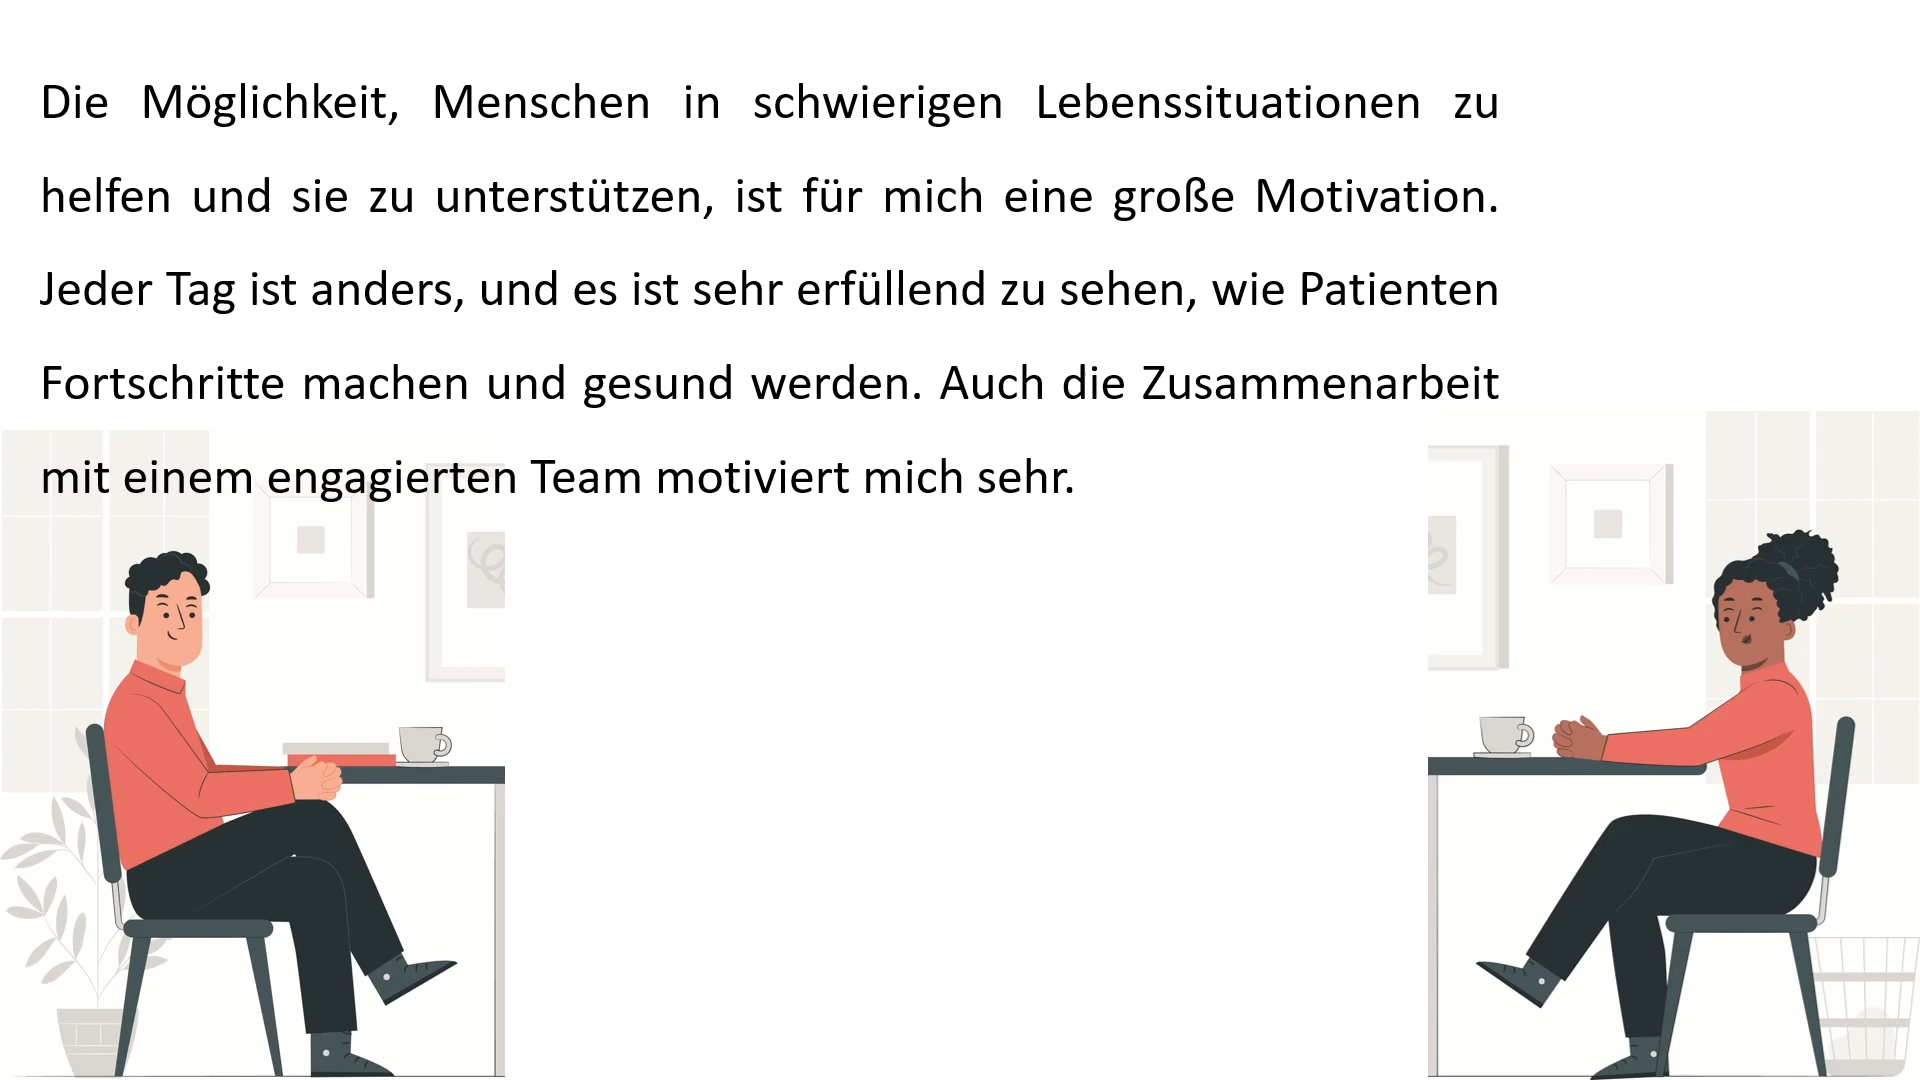 Die Möglichkeit, Menschen in schwierigen Lebenssituationen zu
helfen und sie zu unterstützen, ist für mich eine große Motivation.
Jeder Tag ist anders, und es ist sehr erfüllend zu sehen, wie Patienten
Fortschritte machen und gesund werden. Auch die Zusammenarbeit
mit einem engagierten Team motiviert mich sehr.